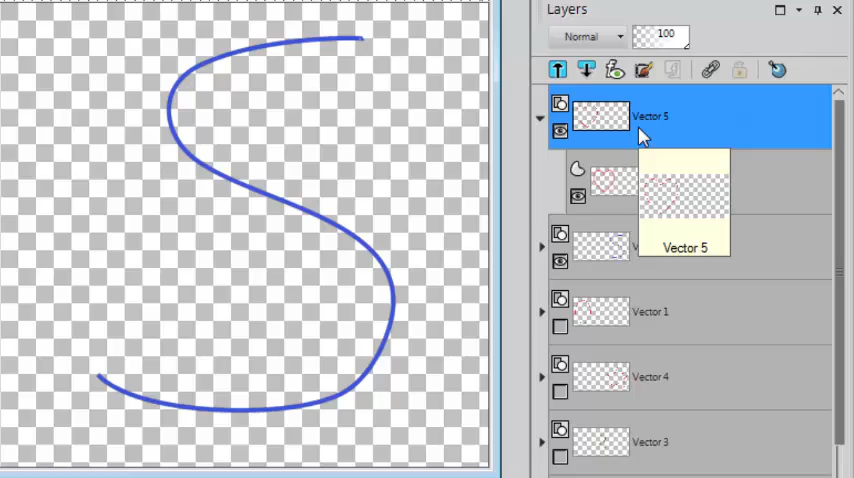 Layers
Normal
100
Vector 5
Vector 5
V
Vector 1
Vector 4
Vector 3